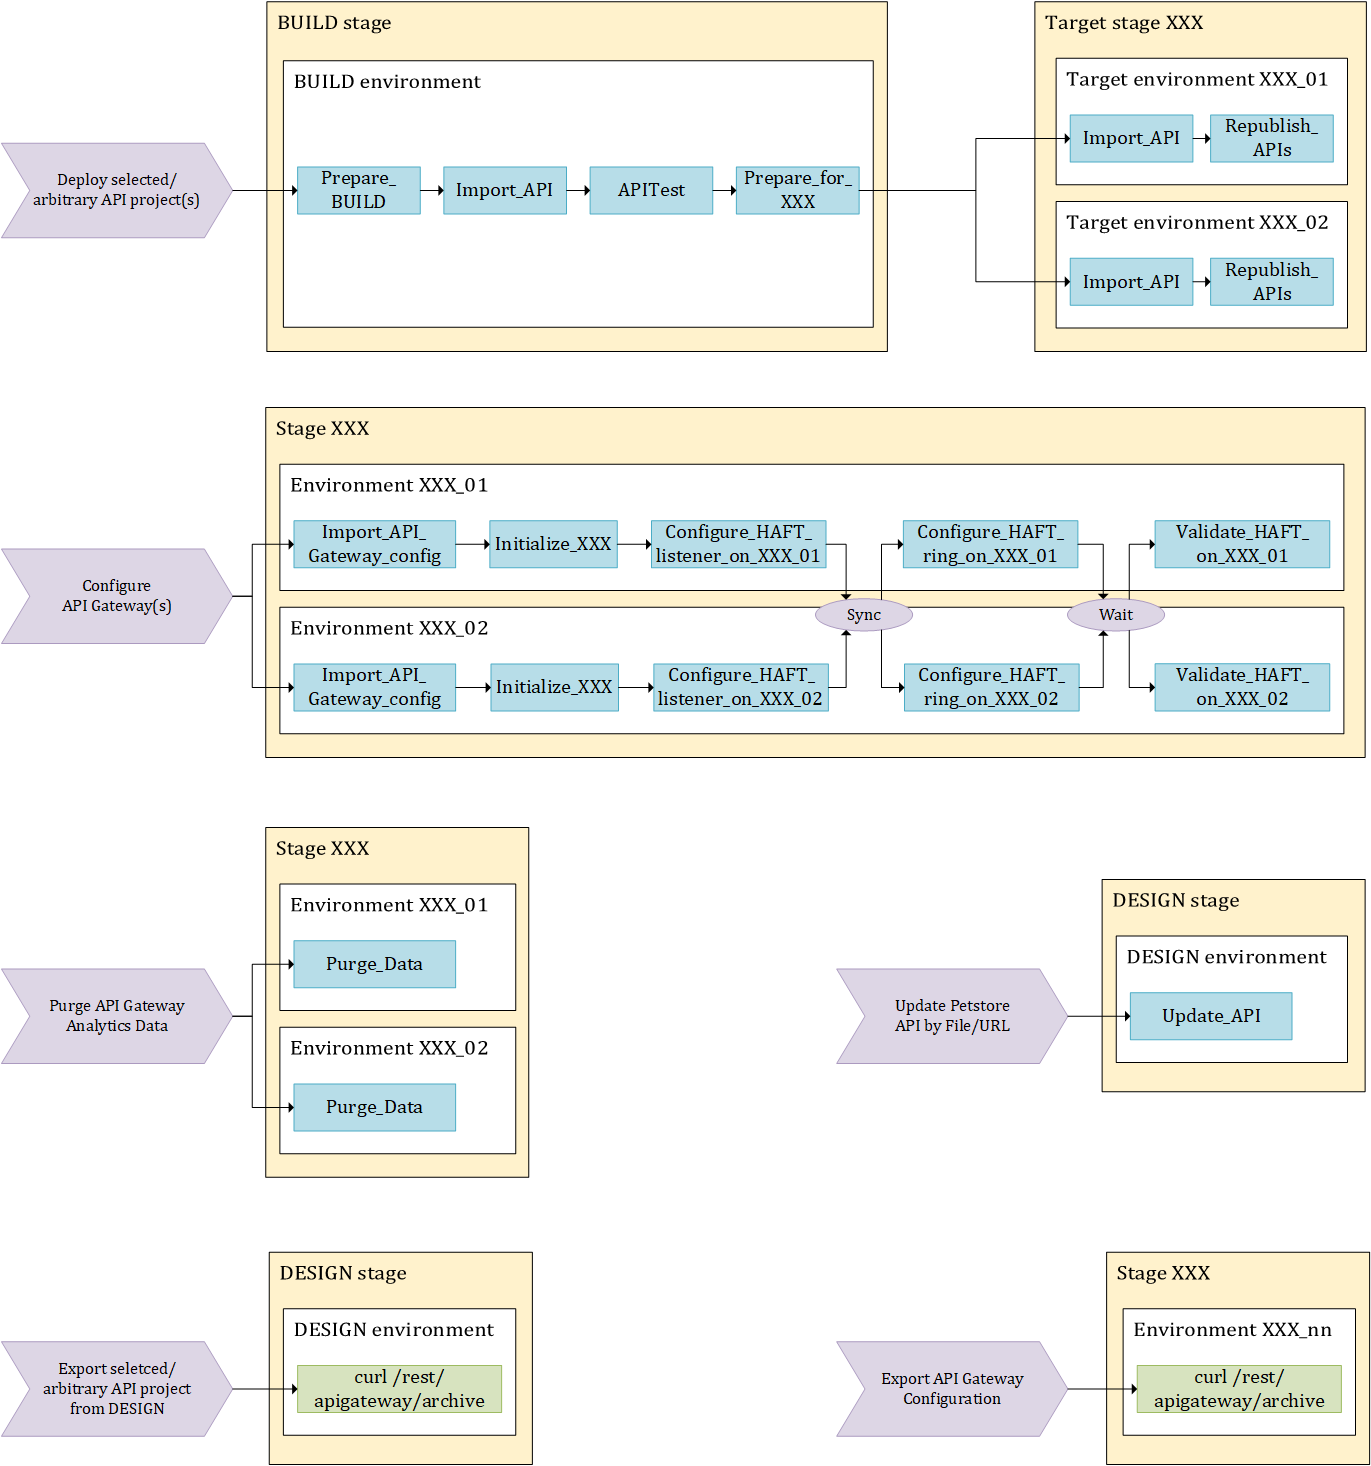 BUILD stage
BUILD environment
Deploy selected/
arbitrary API project(s)
Prepare_
BUILD
Import_API
APITest
Prepare_for_
XXX
Target stage XXX
Target environment XXX_01
Import_API
Republish_
APIs
Target environment XXX_02
Import_API
Republish_
APIs
Stage XXX
Configure
API Gateway(s)
Environment XXX_01
Import_API_
Gateway_config
Initialize_XXX
Configure_HAFT_
listener_on_XXX_01
Configure_HAFT_
ring_on_XXX_01
Validate_HAFT_
on_XXX_01
Sync
Wait
Environment XXX_02
Import_API_
Gateway_config
Initialize_XXX
Configure_HAFT_
listener_on_XXX_02
Configure_HAFT_
ring_on_XXX_02
Validate_HAFT_
on_XXX_02
Stage XXX
Purge API Gateway
Analytics Data
Environment XXX_01
Purge_Data
Environment XXX_02
Purge_Data
DESIGN stage
Update Petstore
API by File/URL
DESIGN environment
Update_API
DESIGN stage
Export seletced/
arbitrary API project
from DESIGN
DESIGN environment
curl /rest/
apigateway/archive
Stage XXX
Export API Gateway
Configuration
Environment XXX_nn
curl /rest/
apigateway/archive